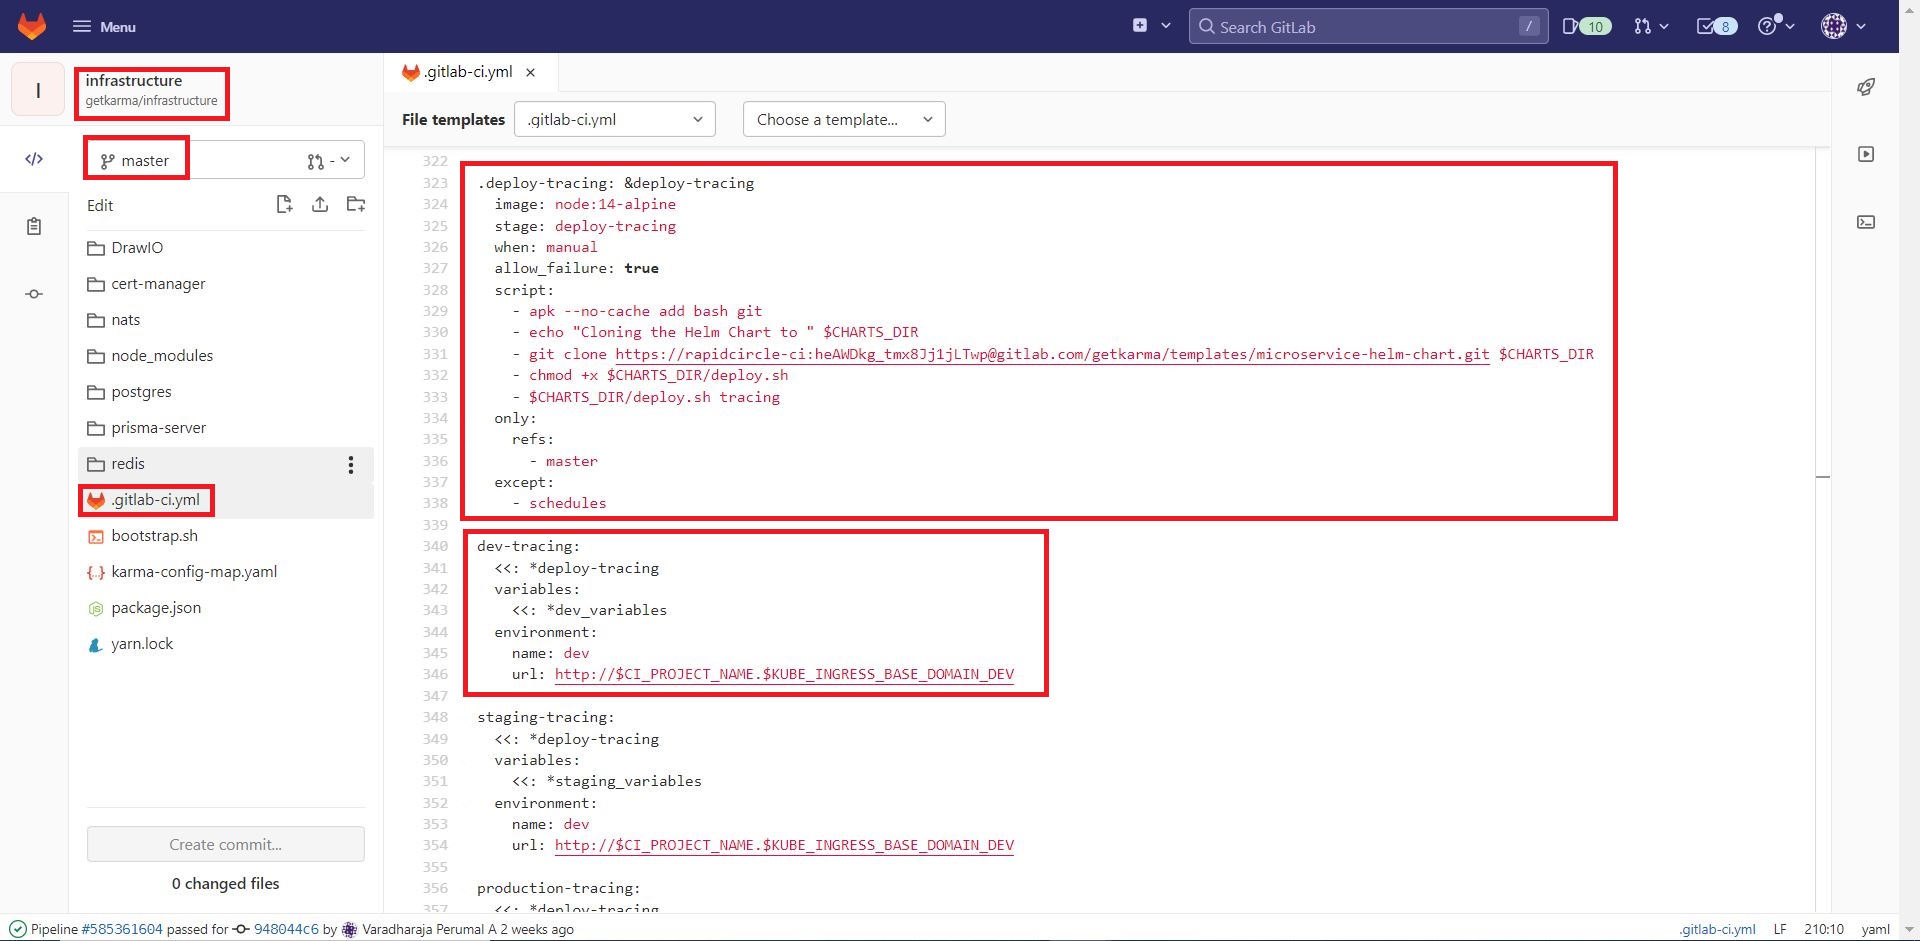 Menu
Search GitLab
/
10
8
I
infrastructure
getkarma/infrastructure
master
-
Edit
DrawIO
cert-manager
nats
node_modules
postgres
prisma-server
redis
.gitlab-ci.yml
bootstrap.sh
karma-config-map.yaml
package.json
yarn.lock
Create commit...
0 changed files
.gitlab-ci.yml
File templates
.gitlab-ci.yml
Choose a template...
322
323 .deploy-tracing: &deploy-tracing
324 image: node:14-alpine
325 stage: deploy-tracing
326 when: manual
327 allow_failure: true
328 script:
329 - apk --no-cache add bash git
330 - echo "Cloning the Helm Chart to " $CHARTS_DIR
331 - git clone https://rapidcircle-ci:heAWDkg_tmx8Jj1jLTwp@gitlab.com/getkarma/templates/microservice-helm-chart.git $CHARTS_DIR
332 - chmod +x $CHARTS_DIR/deploy.sh
333 - $CHARTS_DIR/deploy.sh tracing
334 only:
335 refs:
336 - master
337 except:
338 - schedules
339
340 dev-tracing:
341 <<: *deploy-tracing
342 variables:
343 <<: *dev_variables
344 environment:
345 name: dev
346 url: http://$CI_PROJECT_NAME.$KUBE_INGRESS_BASE_DOMAIN_DEV
347
348 staging-tracing:
349 <<: *deploy-tracing
350 variables:
351 <<: *staging_variables
352 environment:
353 name: dev
354 url: http://$CI_PROJECT_NAME.$KUBE_INGRESS_BASE_DOMAIN_DEV
355
356 production-tracing:
357 <<: *deploy-tracing
Pipeline #585361604 passed for 948044c6 by Varadharaja Perumal A 2 weeks ago
.gitlab-ci.yml LF 210:10 yaml